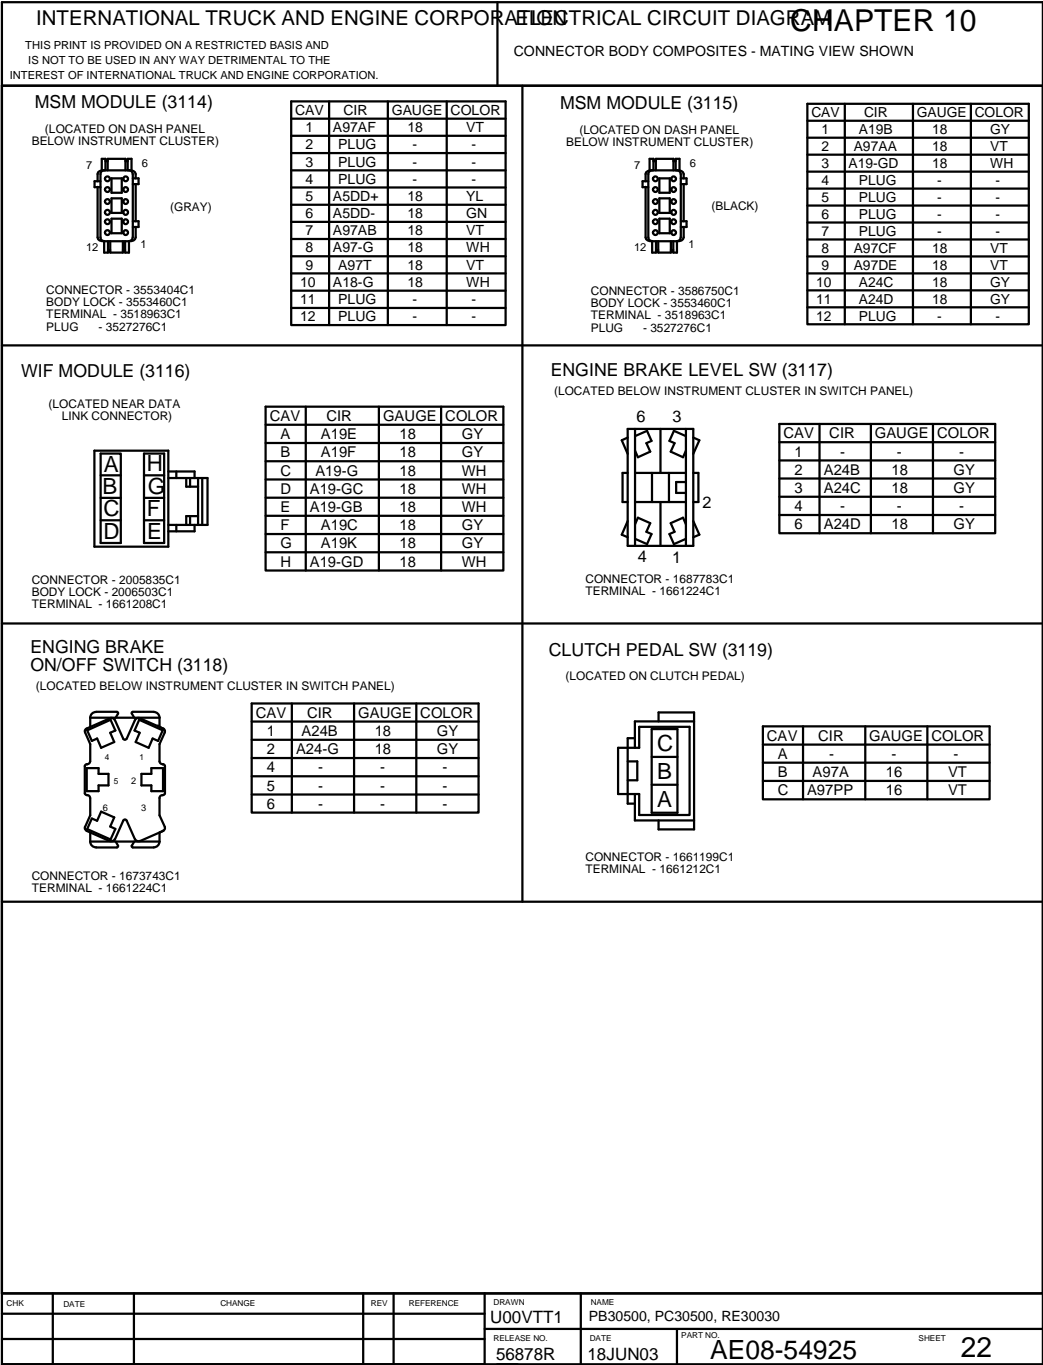 INTERNATIONAL TRUCK AND ENGINE CORPORATION
ELECTRICAL CIRCUIT DIAGRAM
CHAPTER 10
THIS PRINT IS PROVIDED ON A RESTRICTED BASIS AND
IS NOT TO BE USED IN ANY WAY DETRIMENTAL TO THE
INTEREST OF INTERNATIONAL TRUCK AND ENGINE CORPORATION.
CONNECTOR BODY COMPOSITES - MATING VIEW SHOWN
MSM MODULE (3114)
(LOCATED ON DASH PANEL
BELOW INSTRUMENT CLUSTER)
7 6
(GRAY)
12 1
CONNECTOR - 3553404C1
BODY LOCK - 3553460C1
TERMINAL - 3518963C1
PLUG - 3527276C1
CAV CIR GAUGE COLOR
1 A97AF 18 VT
2 PLUG - -
3 PLUG - -
4 PLUG - -
5 A5DD+ 18 YL
6 A5DD- 18 GN
7 A97AB 18 VT
8 A97-G 18 WH
9 A97T 18 VT
10 A18-G 18 WH
11 PLUG - -
12 PLUG - -
MSM MODULE (3115)
(LOCATED ON DASH PANEL
BELOW INSTRUMENT CLUSTER)
7 6
(BLACK)
12 1
CONNECTOR - 3586750C1
BODY LOCK - 3553460C1
TERMINAL - 3518963C1
PLUG - 3527276C1
CAV CIR GAUGE COLOR
1 A19B 18 GY
2 A97AA 18 VT
3 A19-GD 18 WH
4 PLUG - -
5 PLUG - -
6 PLUG - -
7 PLUG - -
8 A97CF 18 VT
9 A97DE 18 VT
10 A24C 18 GY
11 A24D 18 GY
12 PLUG - -
WIF MODULE (3116)
(LOCATED NEAR DATA
LINK CONNECTOR)
A H
B G
C F
D E
CONNECTOR - 2005835C1
BODY LOCK - 2006503C1
TERMINAL - 1661208C1
CAV CIR GAUGE COLOR
A A19E 18 GY
B A19F 18 GY
C A19-G 18 WH
D A19-GC 18 WH
E A19-GB 18 WH
F A19C 18 GY
G A19K 18 GY
H A19-GD 18 WH
ENGINE BRAKE LEVEL SW (3117)
(LOCATED BELOW INSTRUMENT CLUSTER IN SWITCH PANEL)
6 3
2
4 1
CONNECTOR - 1687783C1
TERMINAL - 1661224C1
CAV CIR GAUGE COLOR
1 - - -
2 A24B 18 GY
3 A24C 18 GY
4 - - -
6 A24D 18 GY
ENGING BRAKE
ON/OFF SWITCH (3118)
(LOCATED BELOW INSTRUMENT CLUSTER IN SWITCH PANEL)
4 1
5 2
6 3
CONNECTOR - 1673743C1
TERMINAL - 1661224C1
CAV CIR GAUGE COLOR
1 A24B 18 GY
2 A24-G 18 GY
4 - - -
5 - - -
6 - - -
CLUTCH PEDAL SW (3119)
(LOCATED ON CLUTCH PEDAL)
C
B
A
CONNECTOR - 1661199C1
TERMINAL - 1661212C1
CAV CIR GAUGE COLOR
A - - -
B A97A 16 VT
C A97PP 16 VT
CHK DATE CHANGE REV REFERENCE
DRAWN
U00VTT1
NAME
PB30500, PC30500, RE30030
RELEASE NO.
56878R
DATE
18JUN03
PART NO.
AE08-54925
SHEET 22